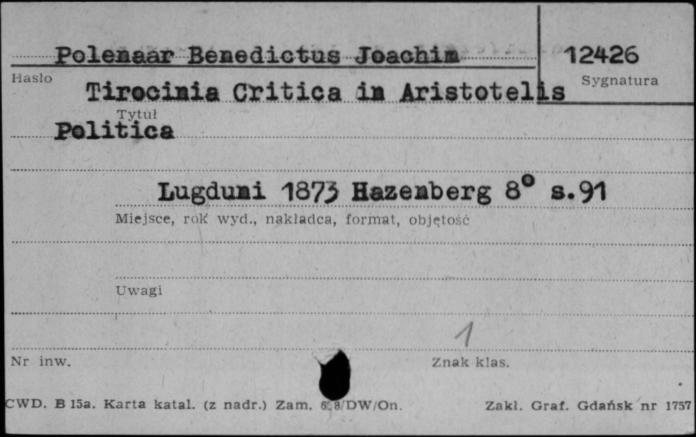 Polenaar Benedictus Joachim 12426
Hasło Sygnatura
Tirocinia Critica in Aristotelis
Tytuł
Politica
Lugduni 1873 Hazenberg 8° s.91
Miejsce, rok wyd., nakładca, format, objętość
Uwagi
1
Nr inw. Znak klas.
CWD. B 15a. Karta katal. (z nadr.) Zam. /DW/On. Zakł. Graf. Gdańsk nr 1757